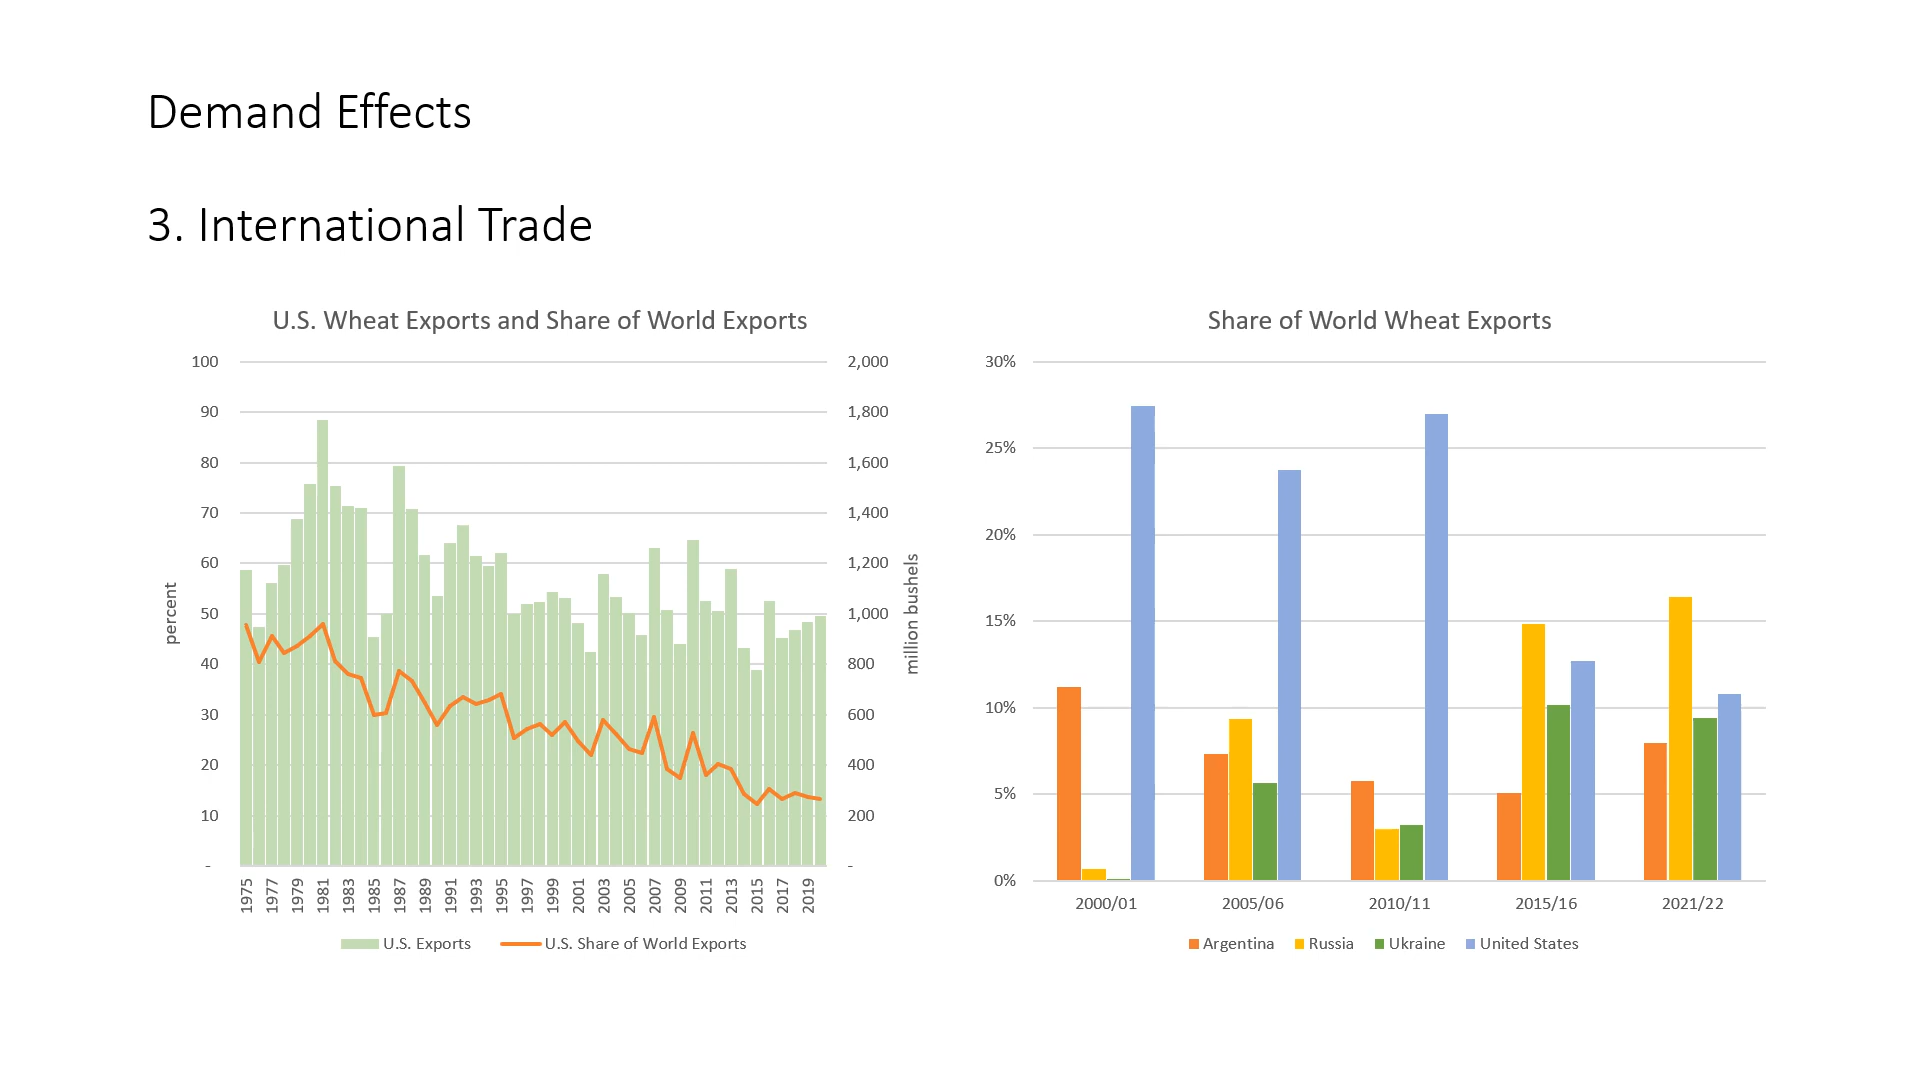 Demand Effects
3. International Trade
U.S. Wheat Exports and Share of World Exports
100
90
80
70
60
50
40
30
20
10
-
percent
2,000
1,800
1,600
1,400
1,200
1,000
800
600
400
200
-
million bushels
1975 1977 1979 1981 1983 1985 1987 1989 1991 1993 1995 1997 1999 2001 2003 2005 2007 2009 2011 2013 2015 2017 2019
U.S. Exports U.S. Share of World Exports
Share of World Wheat Exports
30%
25%
20%
15%
10%
5%
0%
2000/01 2005/06 2010/11 2015/16 2021/22
Argentina Russia Ukraine United States